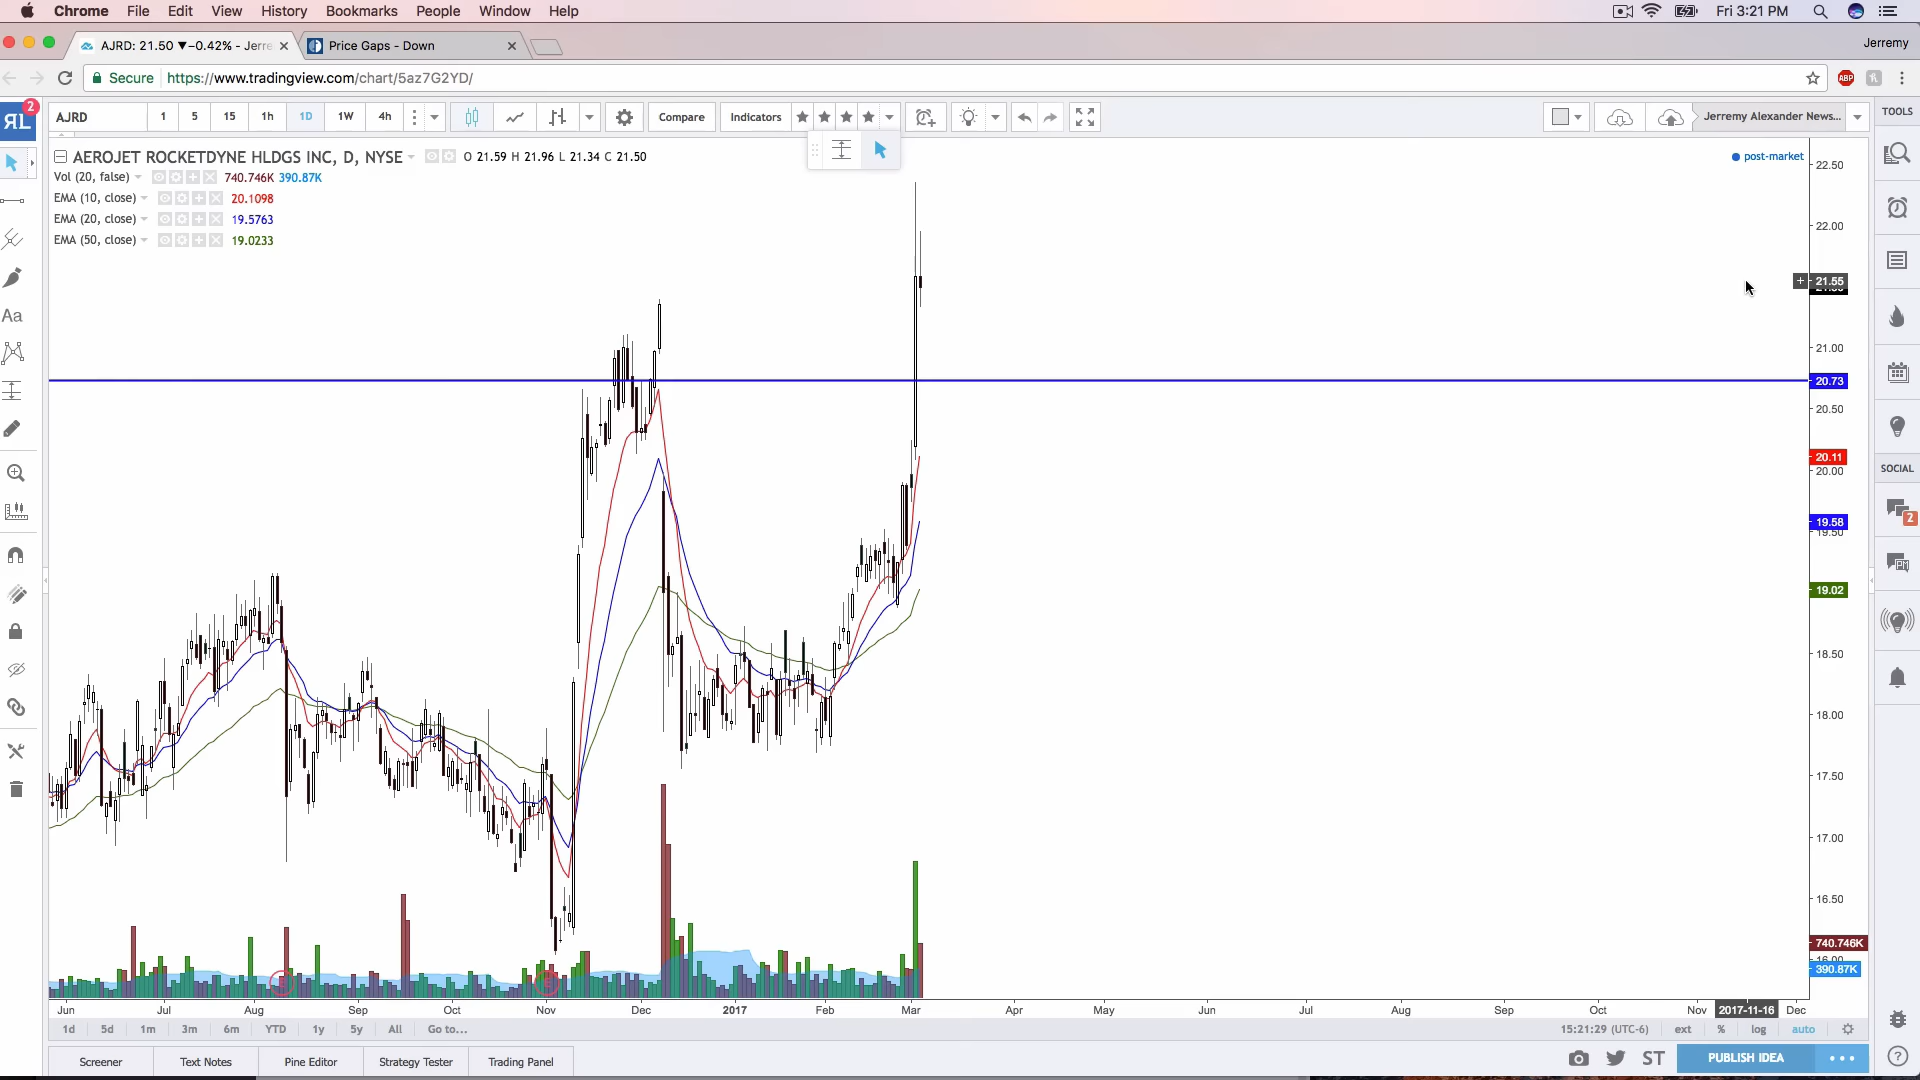 Chrome File Edit View History Bookmarks People Window Help Fri 3:21 PM
AJRD: 21.50 ▼−0.42% - Jerre Price Gaps - Down Jerremy
Secure https://www.tradingview.com/chart/5az7G2YD/ ABP
2
AJRD 1 5 15 1h 1D 1W 4h Compare Indicators Jerremy Alexander News... TOOLS
AEROJET ROCKETDYNE HLDGS INC, D, NYSE O 21.59 H 21.96 L 21.34 C 21.50 post-market
Vol (20, false) 740.746K 390.87K
EMA (10, close) 20.1098
EMA (20, close) 19.5763
EMA (50, close) 19.0233
Aa
22.50
22.00
21.55
21.00
20.73
20.50
20.11
20.00
19.58
19.50
19.02
18.50
18.00
17.50
17.00
16.50
740.746K
16.00
390.87K
SOCIAL
2
Jun Jul Aug Sep Oct Nov Dec 2017 Feb Mar Apr May Jun Jul Aug Sep Oct Nov 2017-11-16 Dec
1d 5d 1m 3m 6m YTD 1y 5y All Go to... 15:21:29 (UTC-6) ext % log auto
Screener Text Notes Pine Editor Strategy Tester Trading Panel ST PUBLISH IDEA